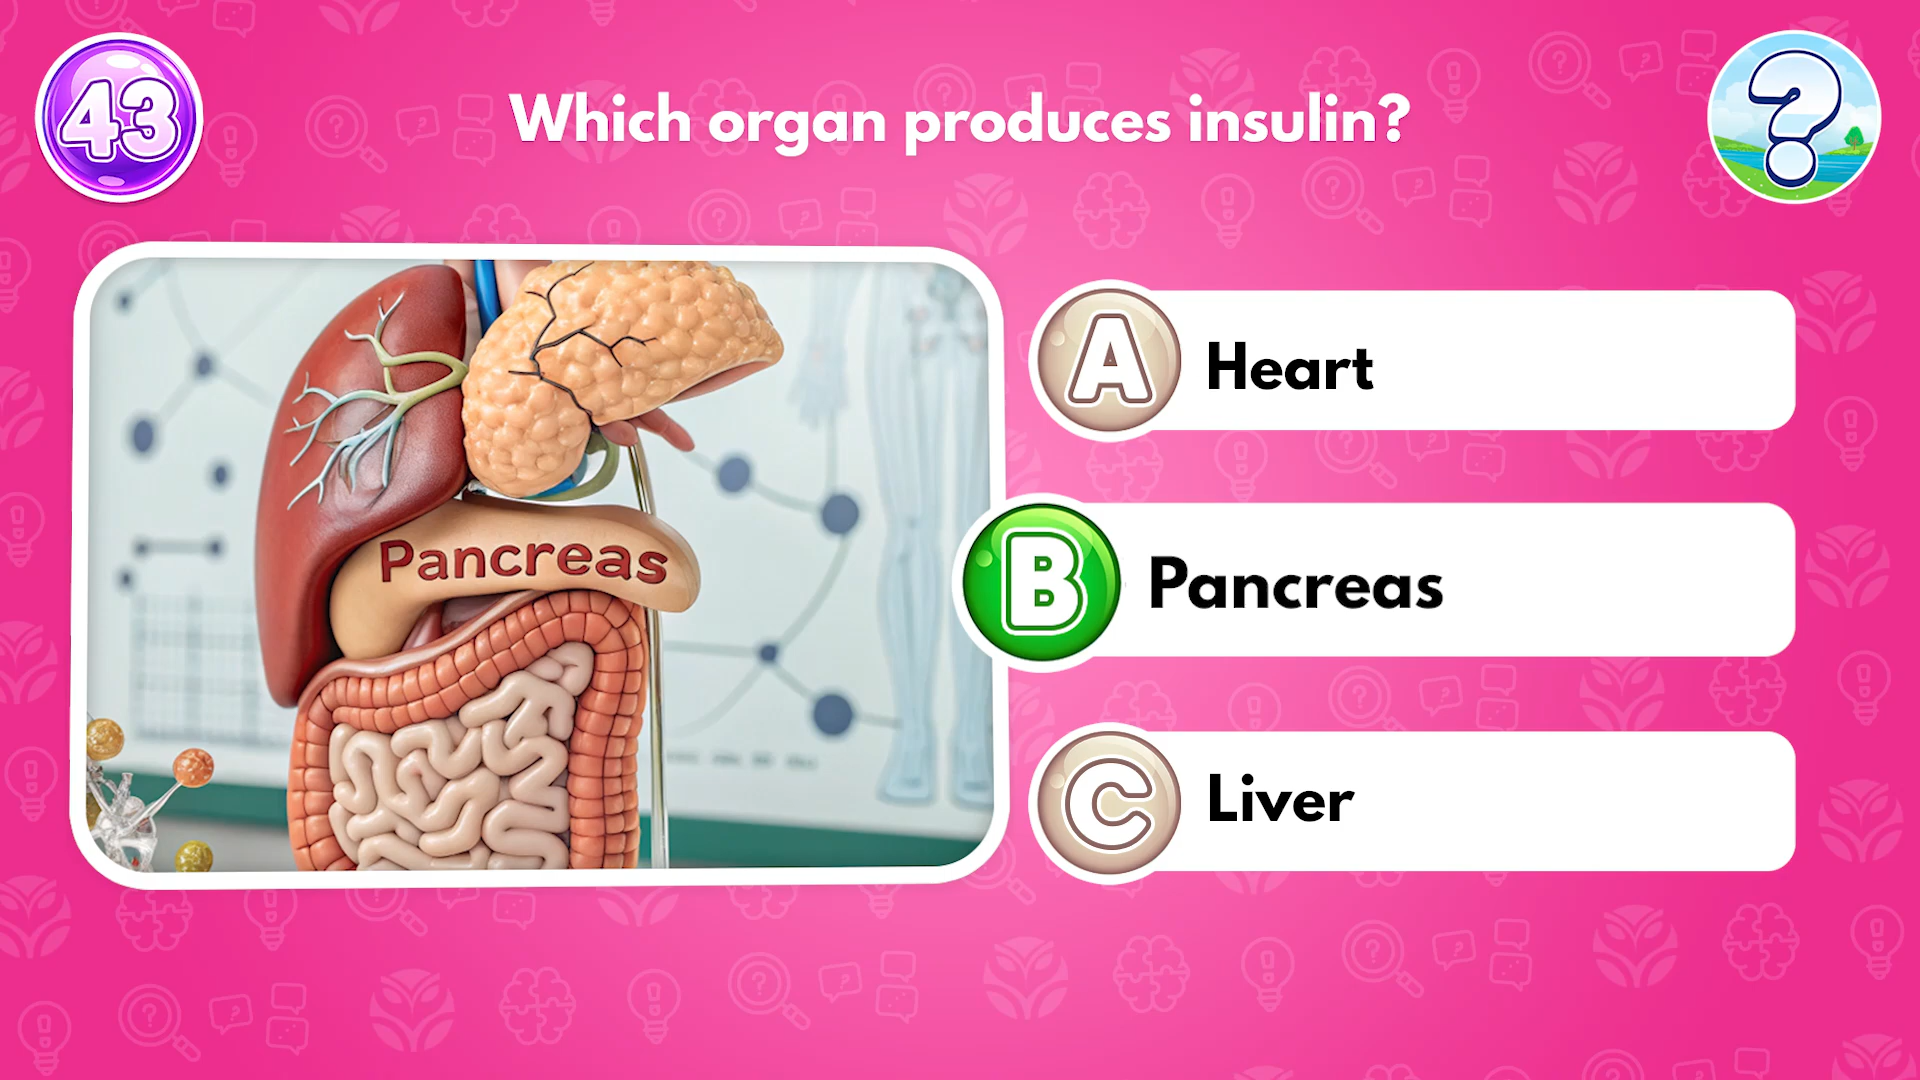 43
Which organ produces insulin?
?
Pancreas
A
Heart
B
Pancreas
C
Liver